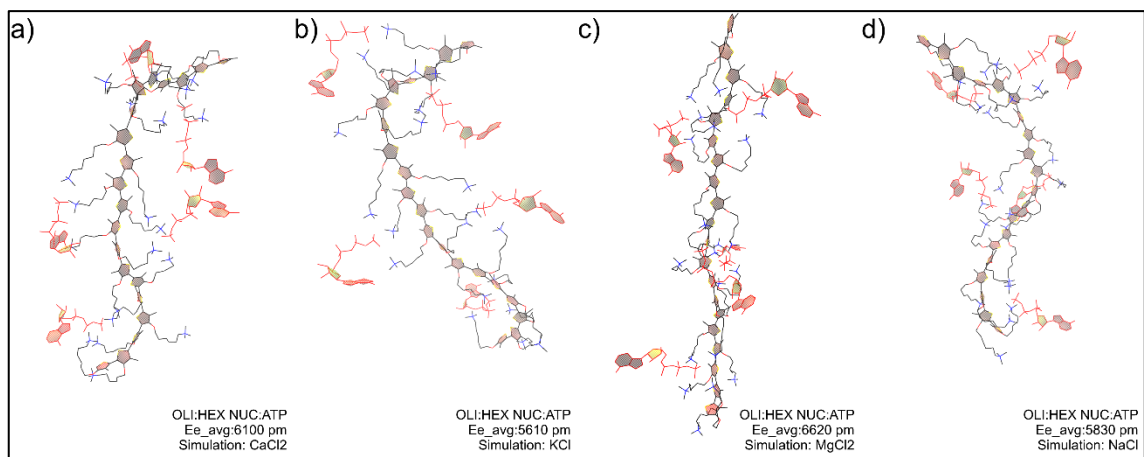 a)
OLI:HEX NUC:ATP
Ee_avg:6100 pm
Simulation: CaCl2
b)
OLI:HEX NUC:ATP
Ee_avg:5610 pm
Simulation: KCl
c)
OLI:HEX NUC:ATP
Ee_avg:6620 pm
Simulation: MgCl2
d)
OLI:HEX NUC:ATP
Ee_avg:5830 pm
Simulation: NaCl